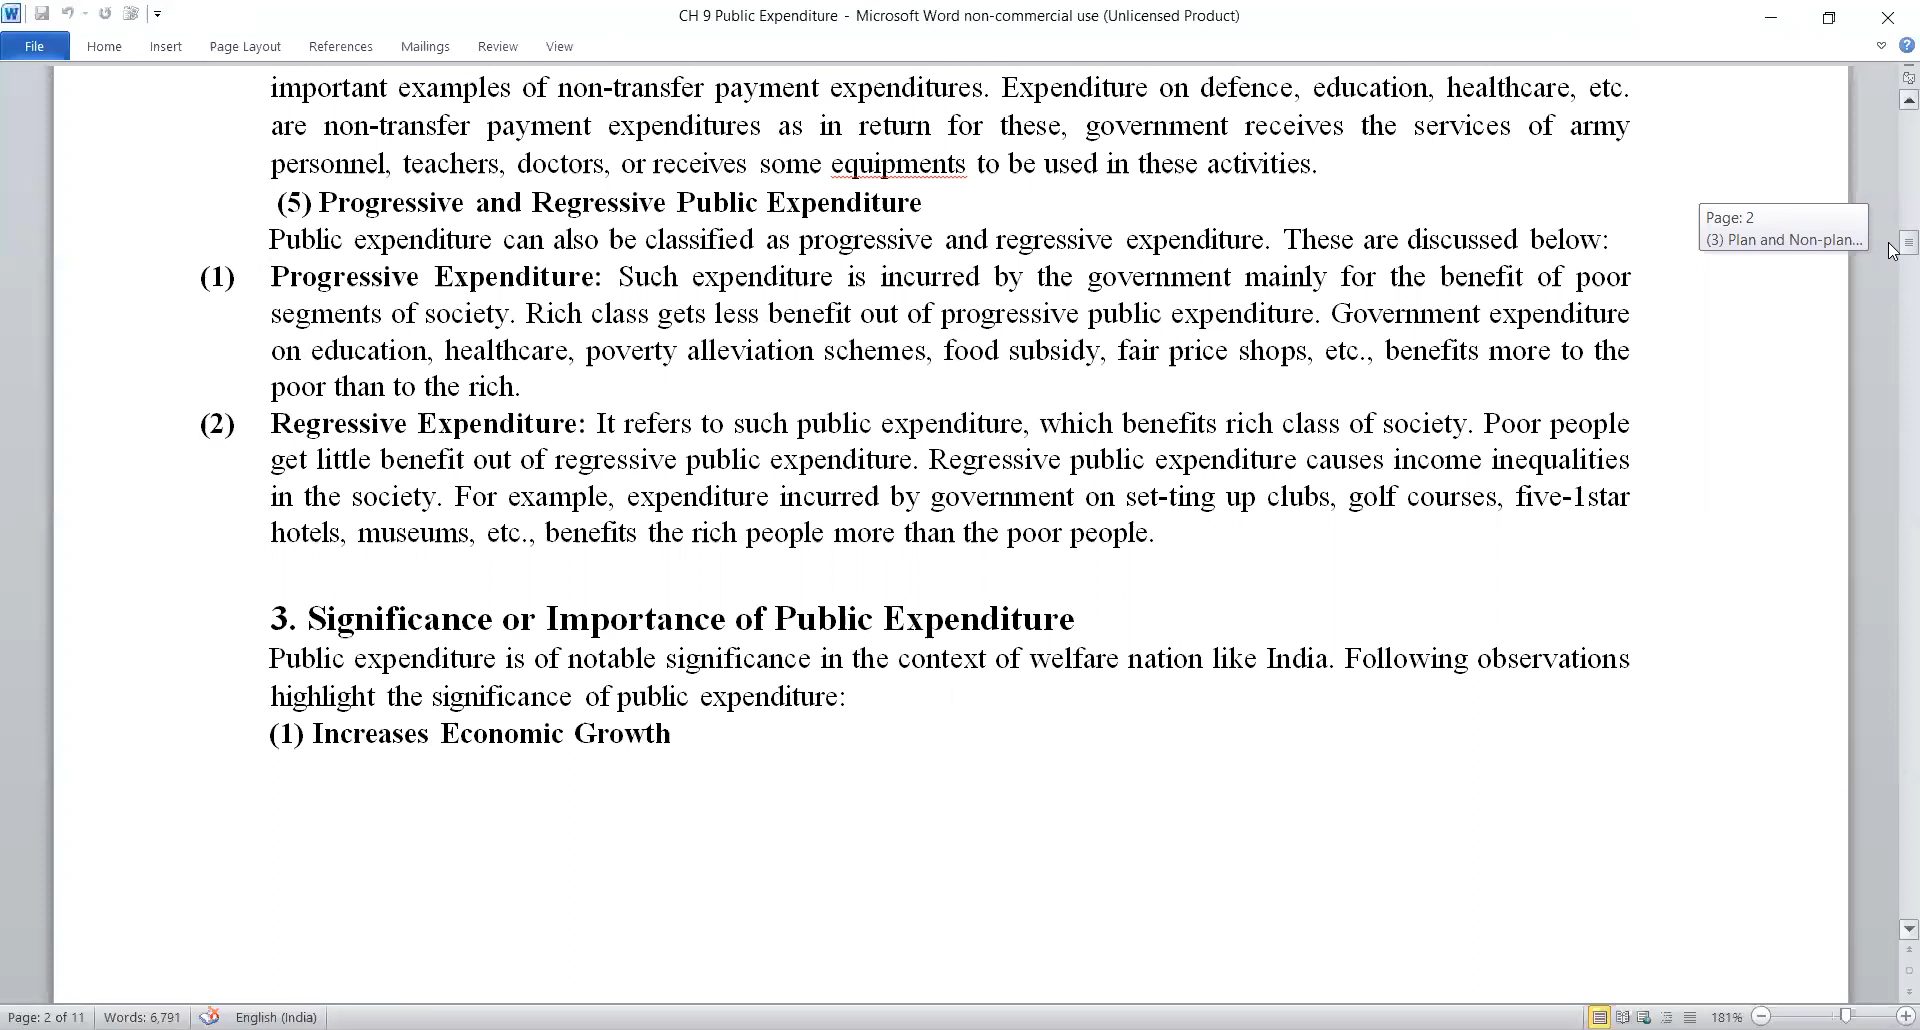 CH 9 Public Expenditure - Microsoft Word non-commercial use (Unlicensed Product)
File Home Insert Page Layout References Mailings Review View
important examples of non-transfer payment expenditures. Expenditure on defence, education, healthcare, etc.
are non-transfer payment expenditures as in return for these, government receives the services of army
personnel, teachers, doctors, or receives some equipments to be used in these activities.
(5) Progressive and Regressive Public Expenditure
Public expenditure can also be classified as progressive and regressive expenditure. These are discussed below:
(1) Progressive Expenditure: Such expenditure is incurred by the government mainly for the benefit of poor
segments of society. Rich class gets less benefit out of progressive public expenditure. Government expenditure
on education, healthcare, poverty alleviation schemes, food subsidy, fair price shops, etc., benefits more to the
poor than to the rich.
(2) Regressive Expenditure: It refers to such public expenditure, which benefits rich class of society. Poor people
get little benefit out of regressive public expenditure. Regressive public expenditure causes income inequalities
in the society. For example, expenditure incurred by government on set-ting up clubs, golf courses, five-1star
hotels, museums, etc., benefits the rich people more than the poor people.
3. Significance or Importance of Public Expenditure
Public expenditure is of notable significance in the context of welfare nation like India. Following observations
highlight the significance of public expenditure:
(1) Increases Economic Growth
Page: 2
(3) Plan and Non-plan...
Page: 2 of 11 Words: 6,791 English (India) 181%